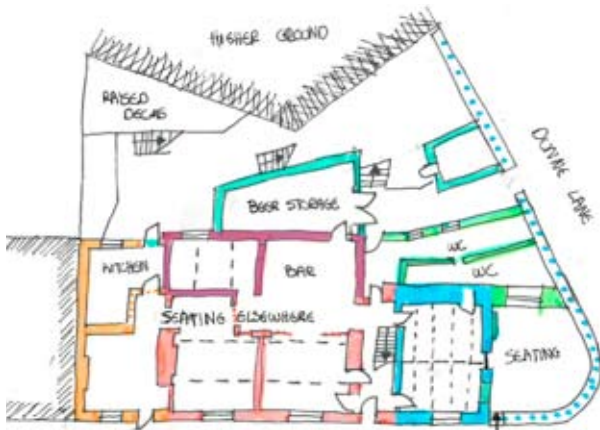 HIGHER GROUND
RAISED
DECKS
DUNNE LANE
BEER STORAGE
WC
WC
KITCHEN
BAR
SEATING ELSEWHERE
SEATING